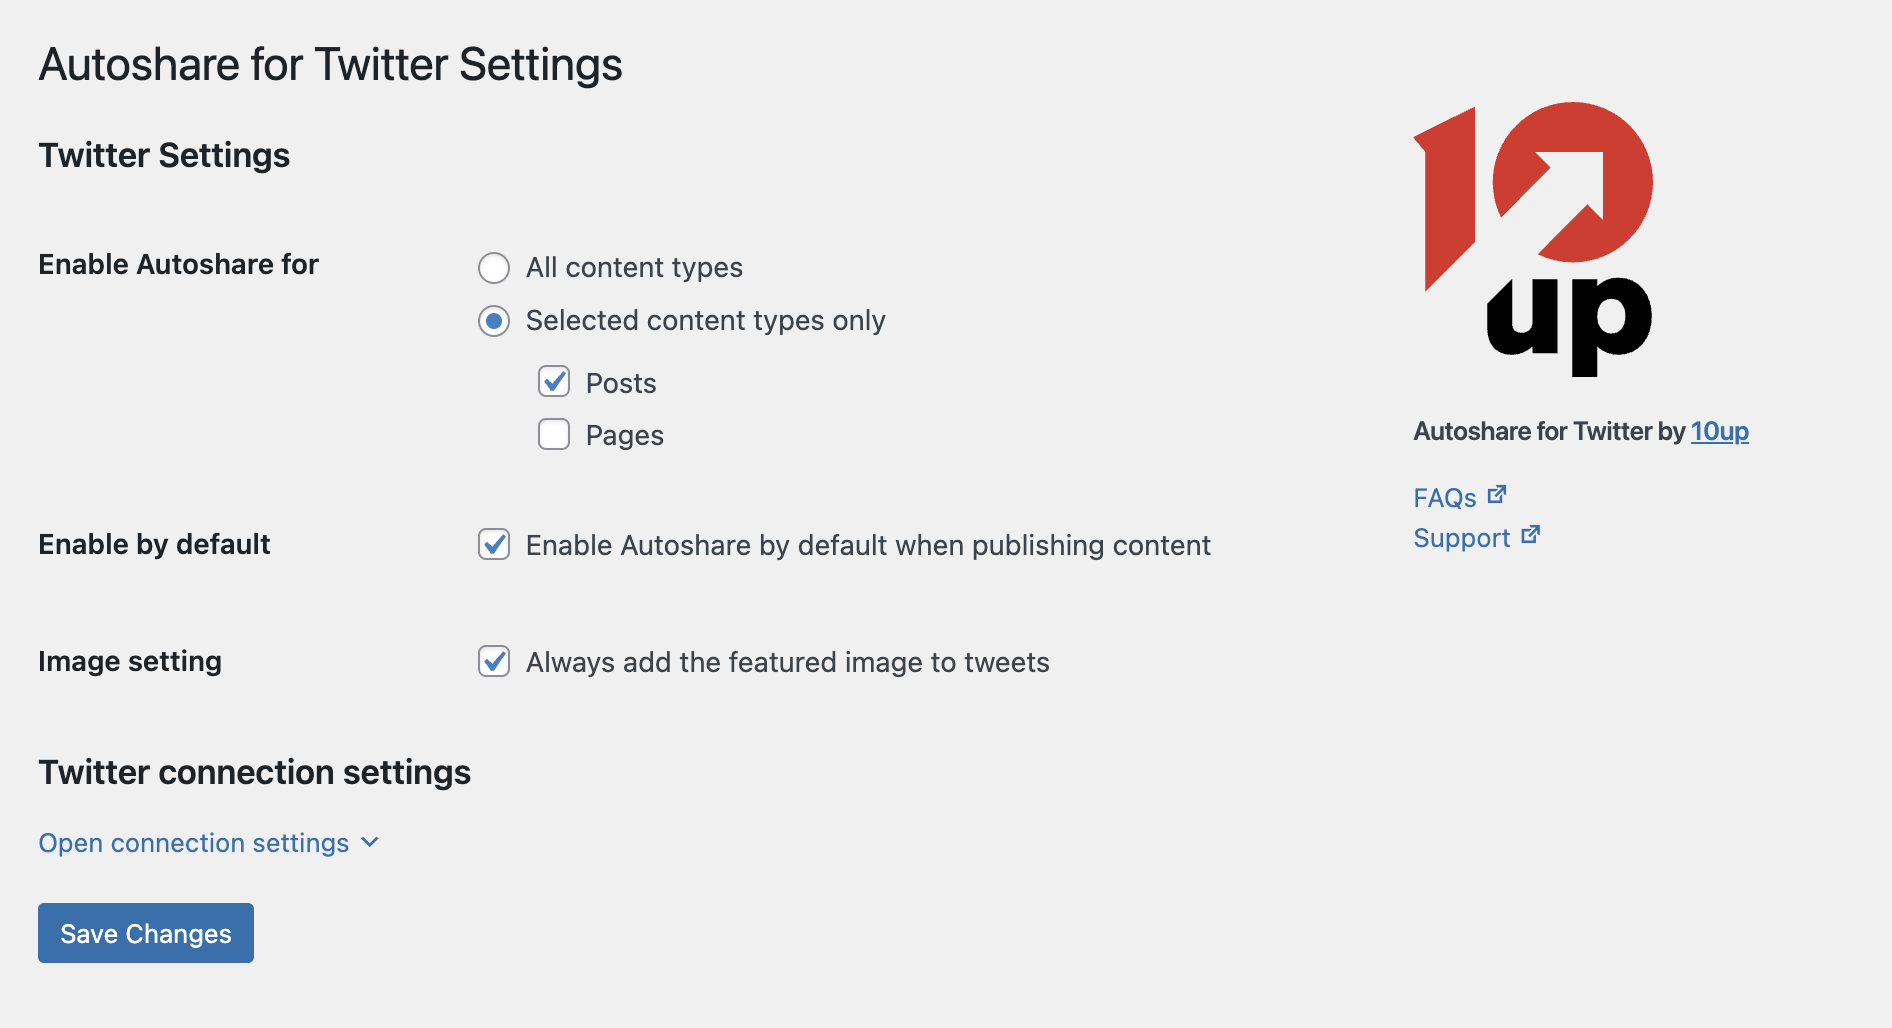 Autoshare for Twitter Settings
Twitter Settings
Enable Autoshare for
All content types
Selected content types only
Posts
Pages
Enable by default
Enable Autoshare by default when publishing content
Image setting
Always add the featured image to tweets
Twitter connection settings
Open connection settings
Save Changes
10
up
Autoshare for Twitter by 10up
FAQs
Support